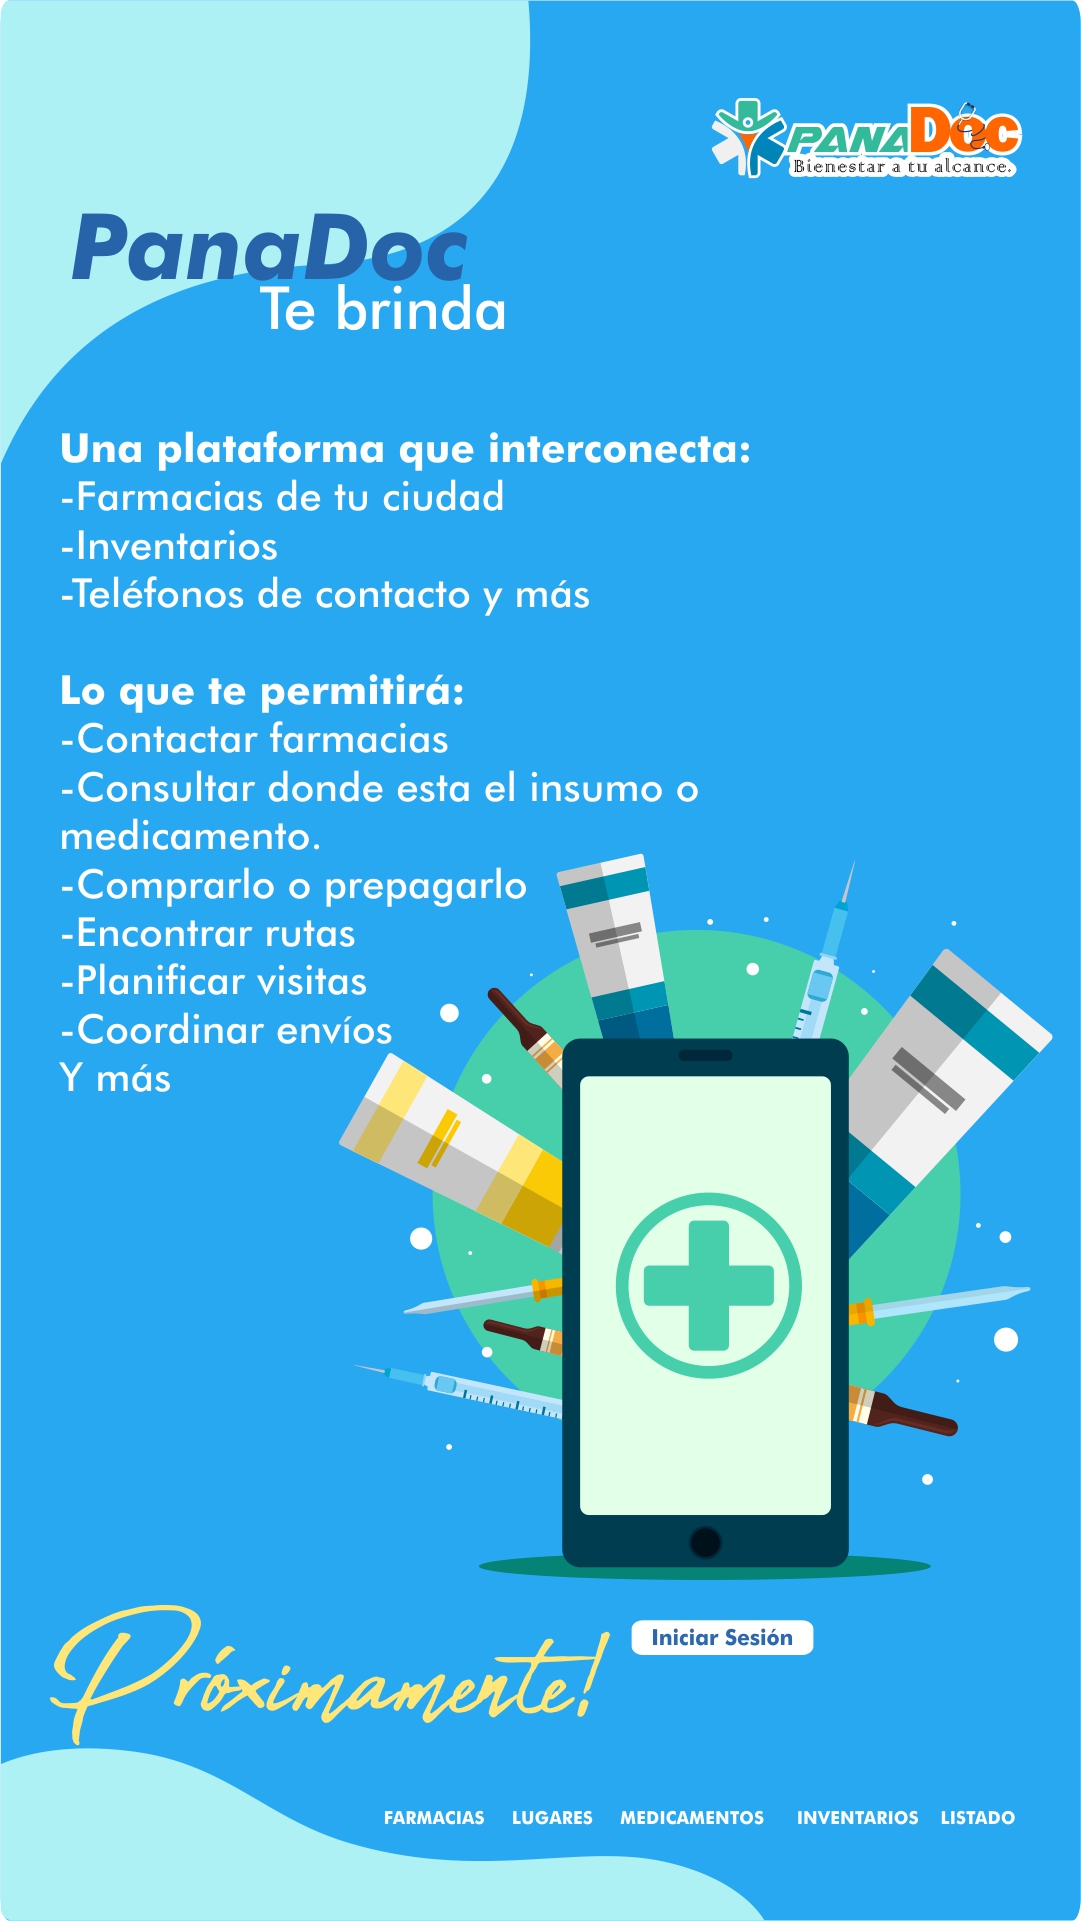 PANADoc
Bienestar a tu alcance.
PanaDoc
Te brinda
Una plataforma que interconecta:
-Farmacias de tu ciudad
-Inventarios
-Teléfonos de contacto y más
Lo que te permitirá:
-Contactar farmacias
-Consultar donde esta el insumo o
medicamento.
-Comprarlo o prepagarlo
-Encontrar rutas
-Planificar visitas
-Coordinar envíos
Y más
Próximamente!
Iniciar Sesión
FARMACIAS LUGARES MEDICAMENTOS INVENTARIOS LISTADO